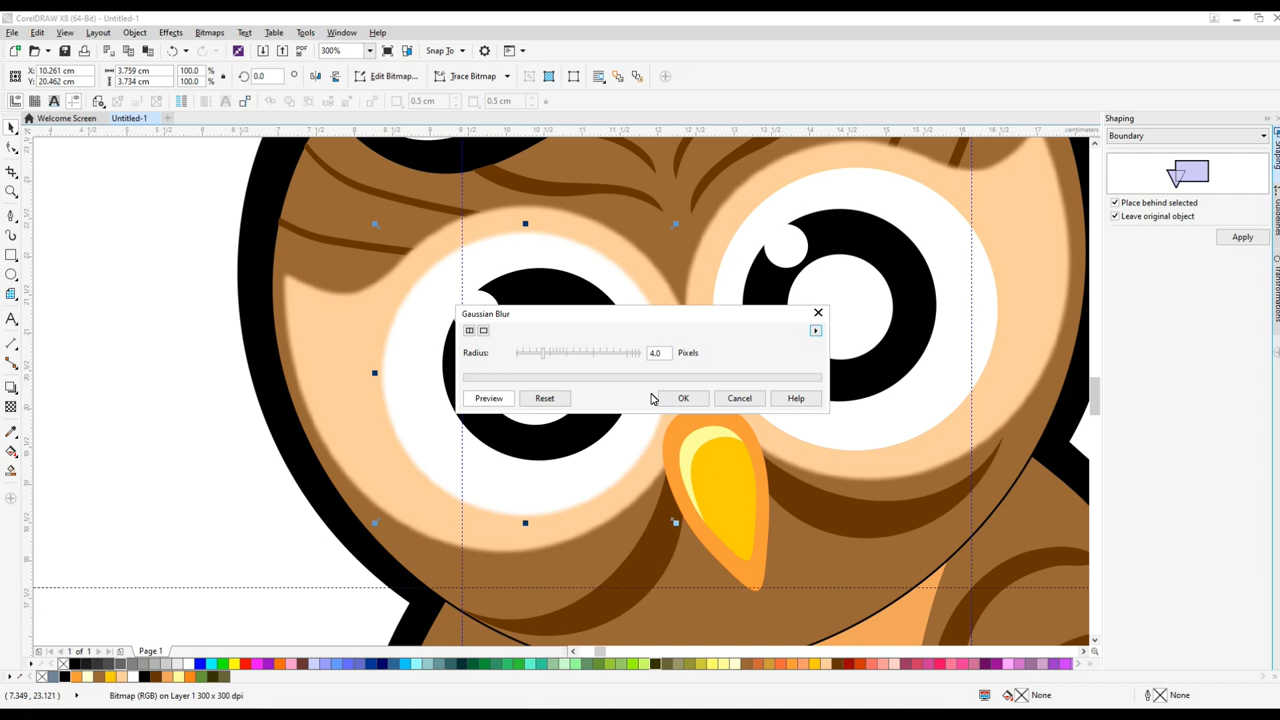 CorelDRAW X8 (64-Bit) - Untitled-1
File Edit View Layout Object Effects Bitmaps Text Table Tools Window Help
300% Snap To
X: 10.261 cm 3.759 cm 100.0 % 0.0 Edit Bitmap... Trace Bitmap
Y: 20.462 cm 3.734 cm 100.0 %
0.5 cm 0.5 cm
Welcome Screen Untitled-1
centimeters
Shaping
Boundary
Place behind selected
Leave original object
Apply
Gaussian Blur
Radius: 4.0 Pixels
Preview Reset OK Cancel Help
1 of 1 Page 1
( 7.349 , 23.121 ) Bitmap (RGB) on Layer 1 300 x 300 dpi None None